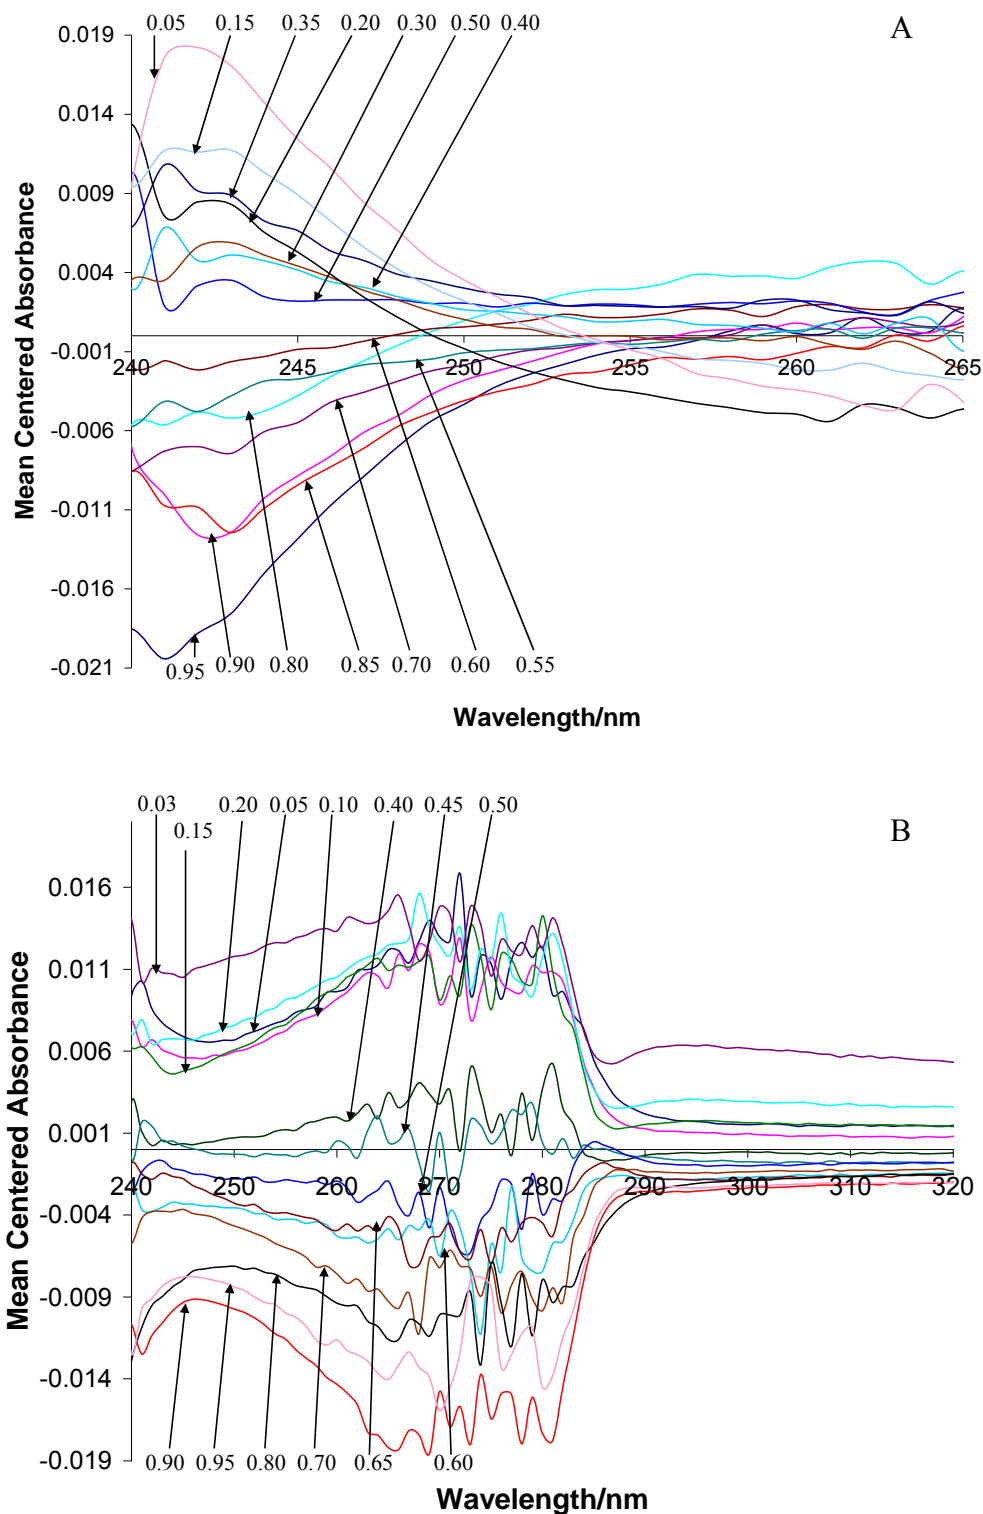 0.05 0.15 0.35 0.20 0.30 0.50 0.40
A
0.019
0.014
0.009
0.004
-0.001
-0.006
-0.011
-0.016
-0.021
Mean Centered Absorbance
240 245 250 255 260 265
0.95 0.90 0.80 0.85 0.70 0.60 0.55
Wavelength/nm
0.03 0.15 0.20 0.05 0.10 0.40 0.45 0.50
B
0.016
0.011
0.006
0.001
-0.004
-0.009
-0.014
-0.019
Mean Centered Absorbance
240 250 260 270 280 290 300 310 320
0.90 0.95 0.80 0.70 0.65 0.60
Wavelength/nm